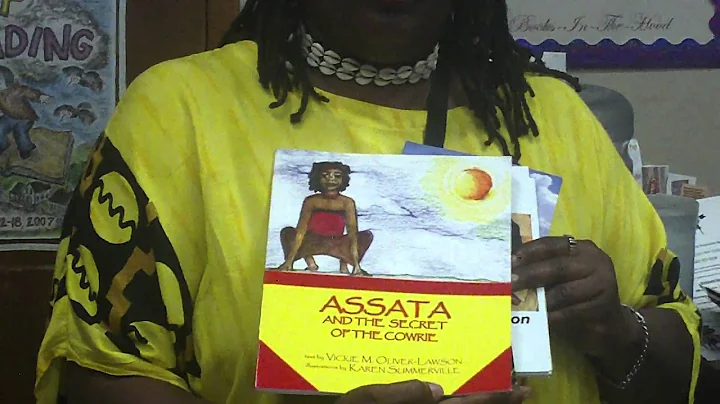 ADING
2-18 2007
Books-In-The-Hood
ASSATA
AND THE SECRET
OF THE COWRIE
text by VICKIE M. OLIVER-LAWSON
illustrations by KAREN SUMMERVILLE
on